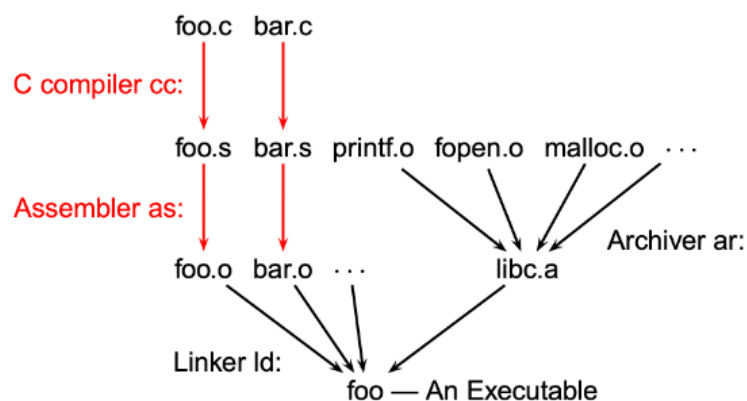 foo.c bar.c
C compiler cc:
foo.s bar.s printf.o fopen.o malloc.o ···
Assembler as:
Archiver ar:
foo.o bar.o ··· libc.a
Linker ld:
foo — An Executable